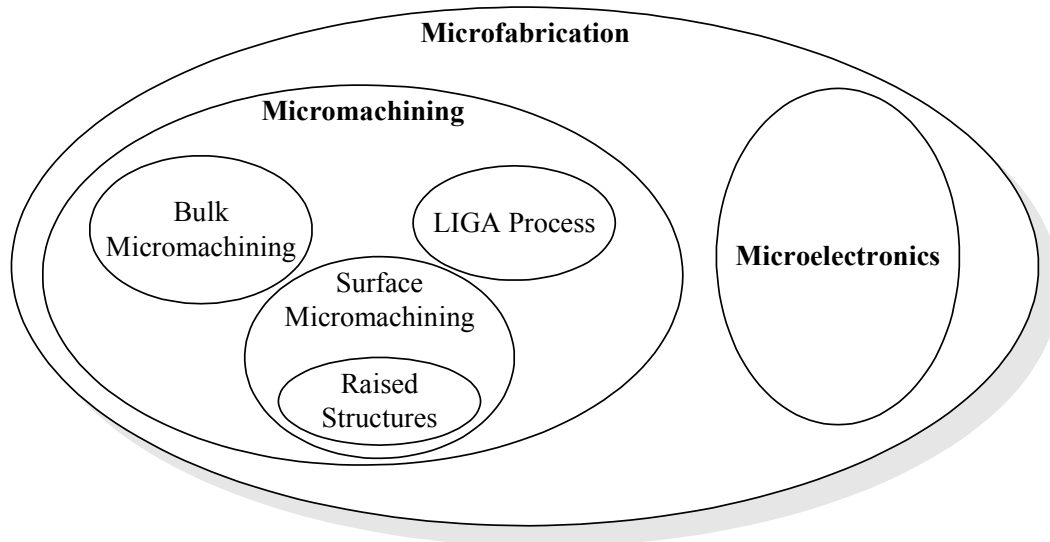 Microfabrication
Micromachining
Bulk
Micromachining
LIGA Process
Surface
Micromachining
Raised
Structures
Microelectronics